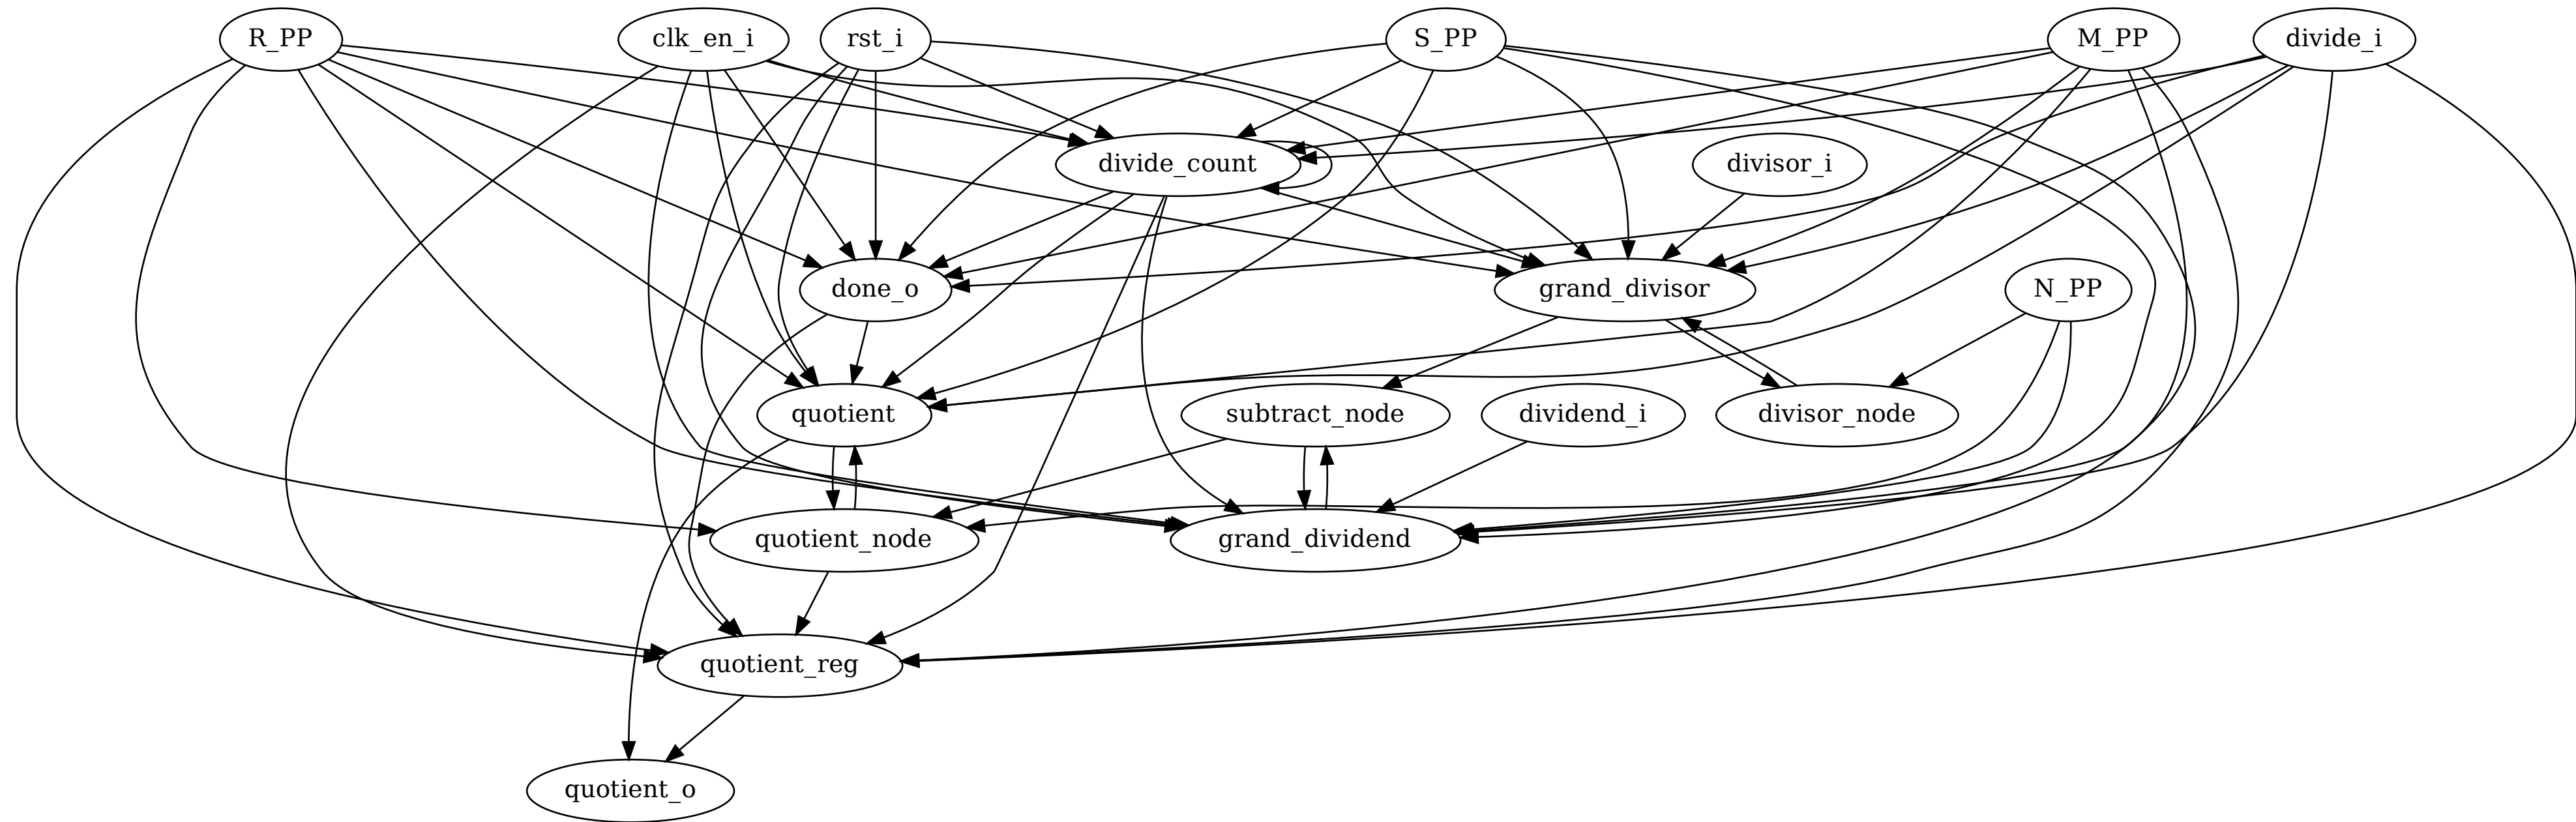 R_PP
clk_en_i
rst_i
S_PP
M_PP
divide_i
divide_count
divisor_i
done_o
grand_divisor
N_PP
quotient
subtract_node
dividend_i
divisor_node
quotient_node
grand_dividend
quotient_reg
quotient_o